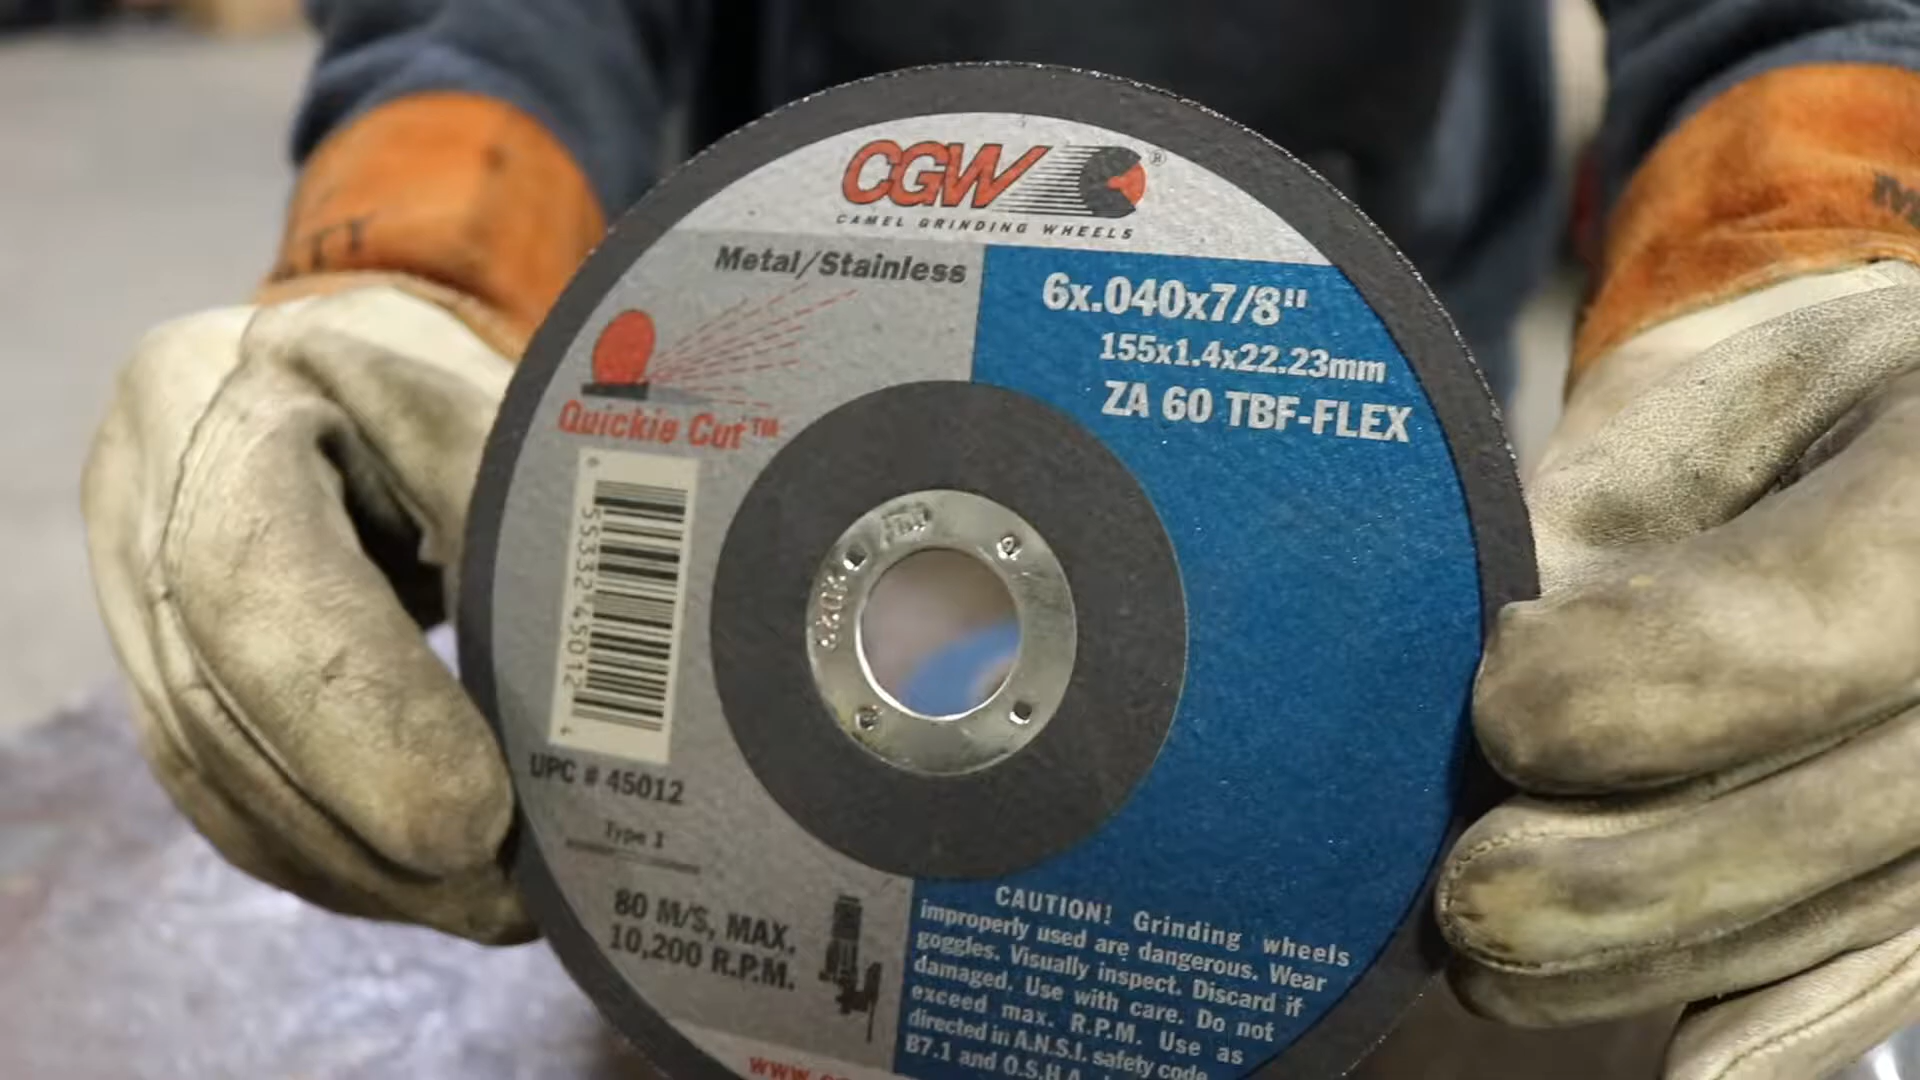 CGW®
CAMEL GRINDING WHEELS
Metal/Stainless
Quickie Cut™
6x.040x7/8"
155x1.4x22.23mm
ZA 60 TBF-FLEX
UPC # 45012
Type 1
80 M/S, MAX.
10,200 R.P.M.
CAUTION! Grinding wheels
improperly used are dangerous. Wear
goggles. Visually inspect. Discard if
damaged. Use with care. Do not
exceed max. R.P.M. Use as
directed in A.N.S.I. safety code
B7.1 and O.S.H.A.